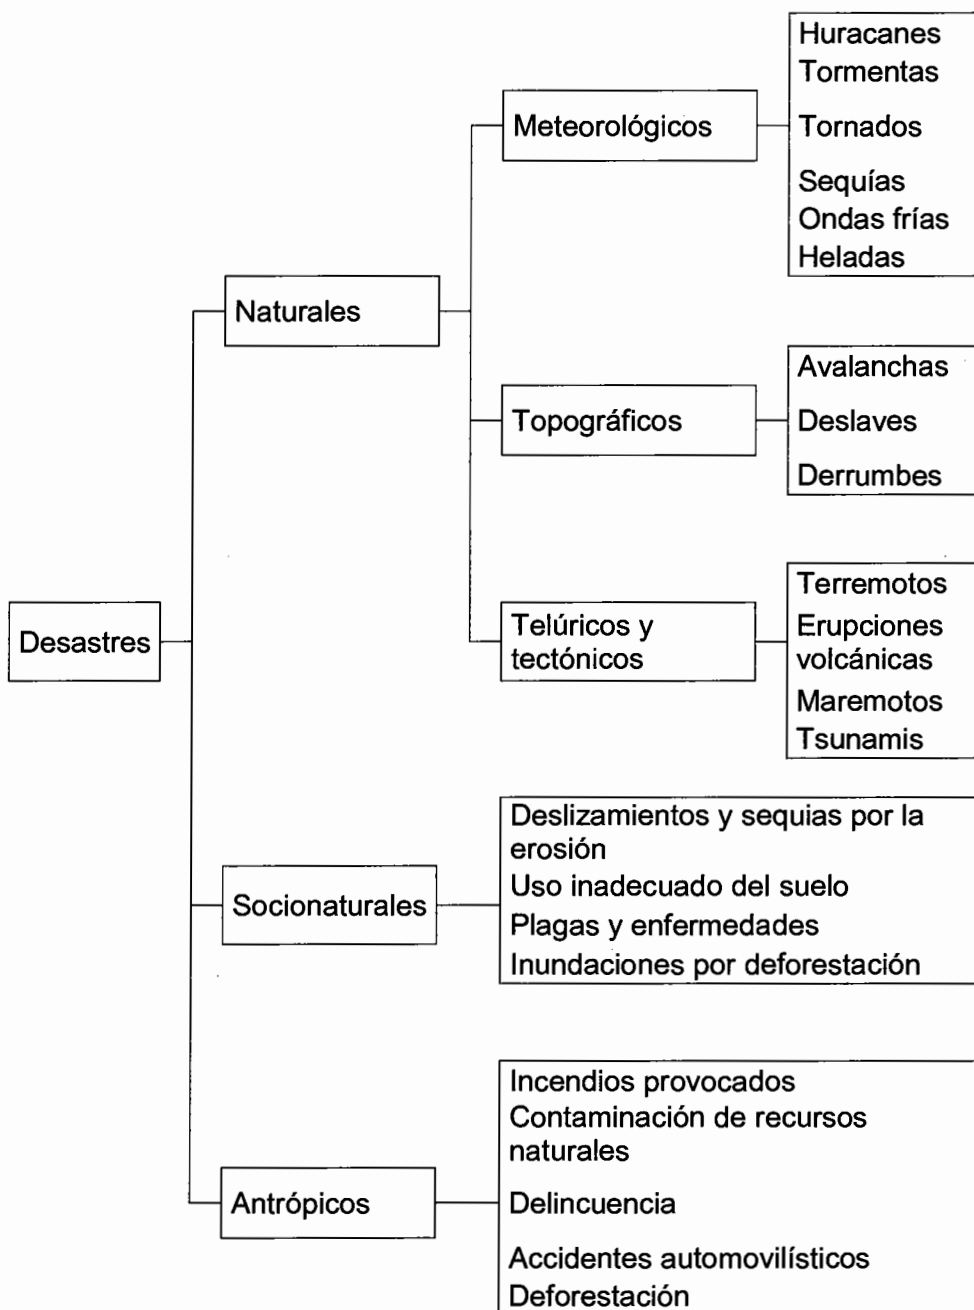 Huracanes
Tormentas
Meteorológicos
Tornados
Sequías
Ondas frías
Heladas
Naturales
Avalanchas
Topográficos
Deslaves
Derrumbes
Terremotos
Desastres
Telúricos y
tectónicos
Erupciones
volcánicas
Maremotos
Tsunamis
Deslizamientos y sequias por la
erosión
Uso inadecuado del suelo
Socionaturales
Plagas y enfermedades
Inundaciones por deforestación
Incendios provocados
Contaminación de recursos
naturales
Antrópicos
Delincuencia
Accidentes automovilísticos
Deforestación